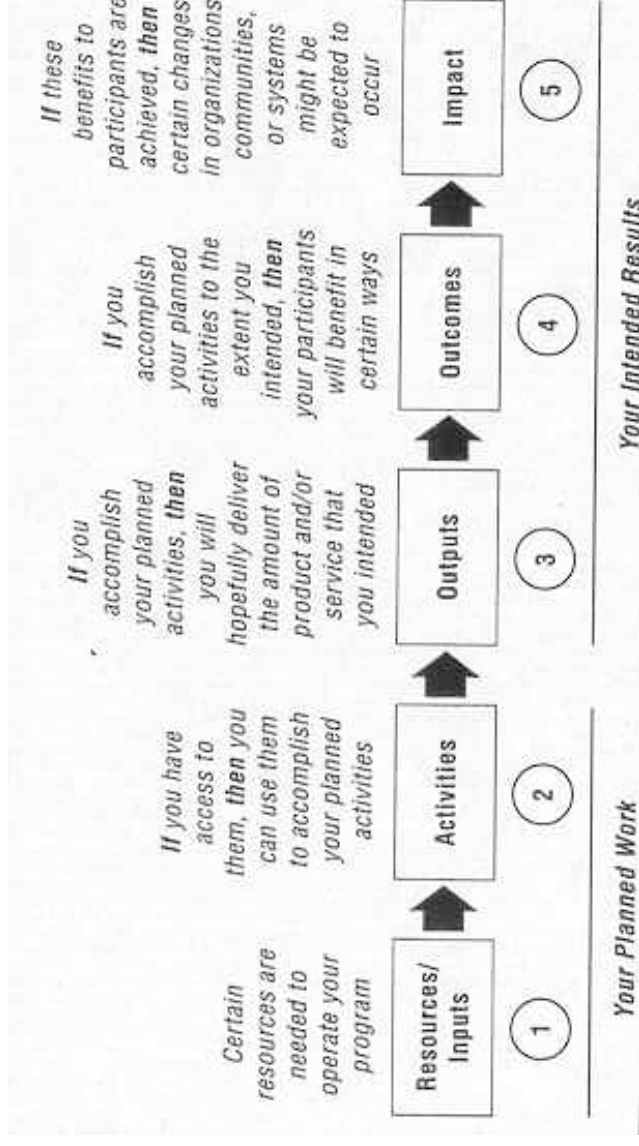 Certain
resources are
needed to
operate your
program
If you have
access to
them, then you
can use them
to accomplish
your planned
activities
If you
accomplish
your planned
activities, then
you will
hopefully deliver
the amount of
product and/or
service that
you intended
If you
accomplish
your planned
activities to the
extent you
intended, then
your participants
will benefit in
certain ways
If these
benefits to
participants are
achieved, then
certain changes
in organizations
communities,
or systems
might be
expected to
occur
Resources/
Inputs
Activities
Outputs
Outcomes
Impact
1
2
3
4
5
Your Planned Work
Your Intended Results